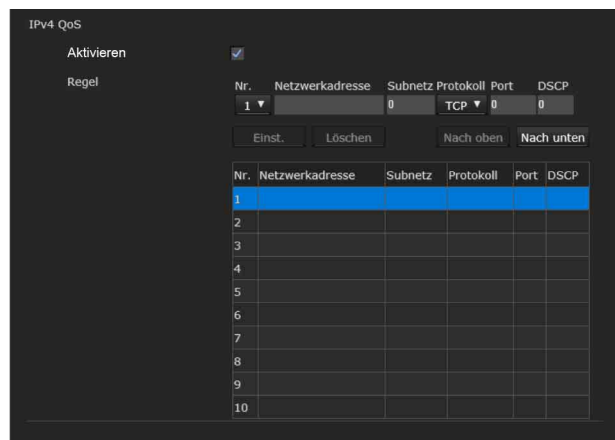 IPv4 QoS
Aktivieren
Regel
Nr. Netzwerkadresse Subnetz Protokoll Port DSCP
1 0 TCP 0 0
Einst. Löschen Nach oben Nach unten
Nr. Netzwerkadresse Subnetz Protokoll Port DSCP
1
2
3
4
5
6
7
8
9
10